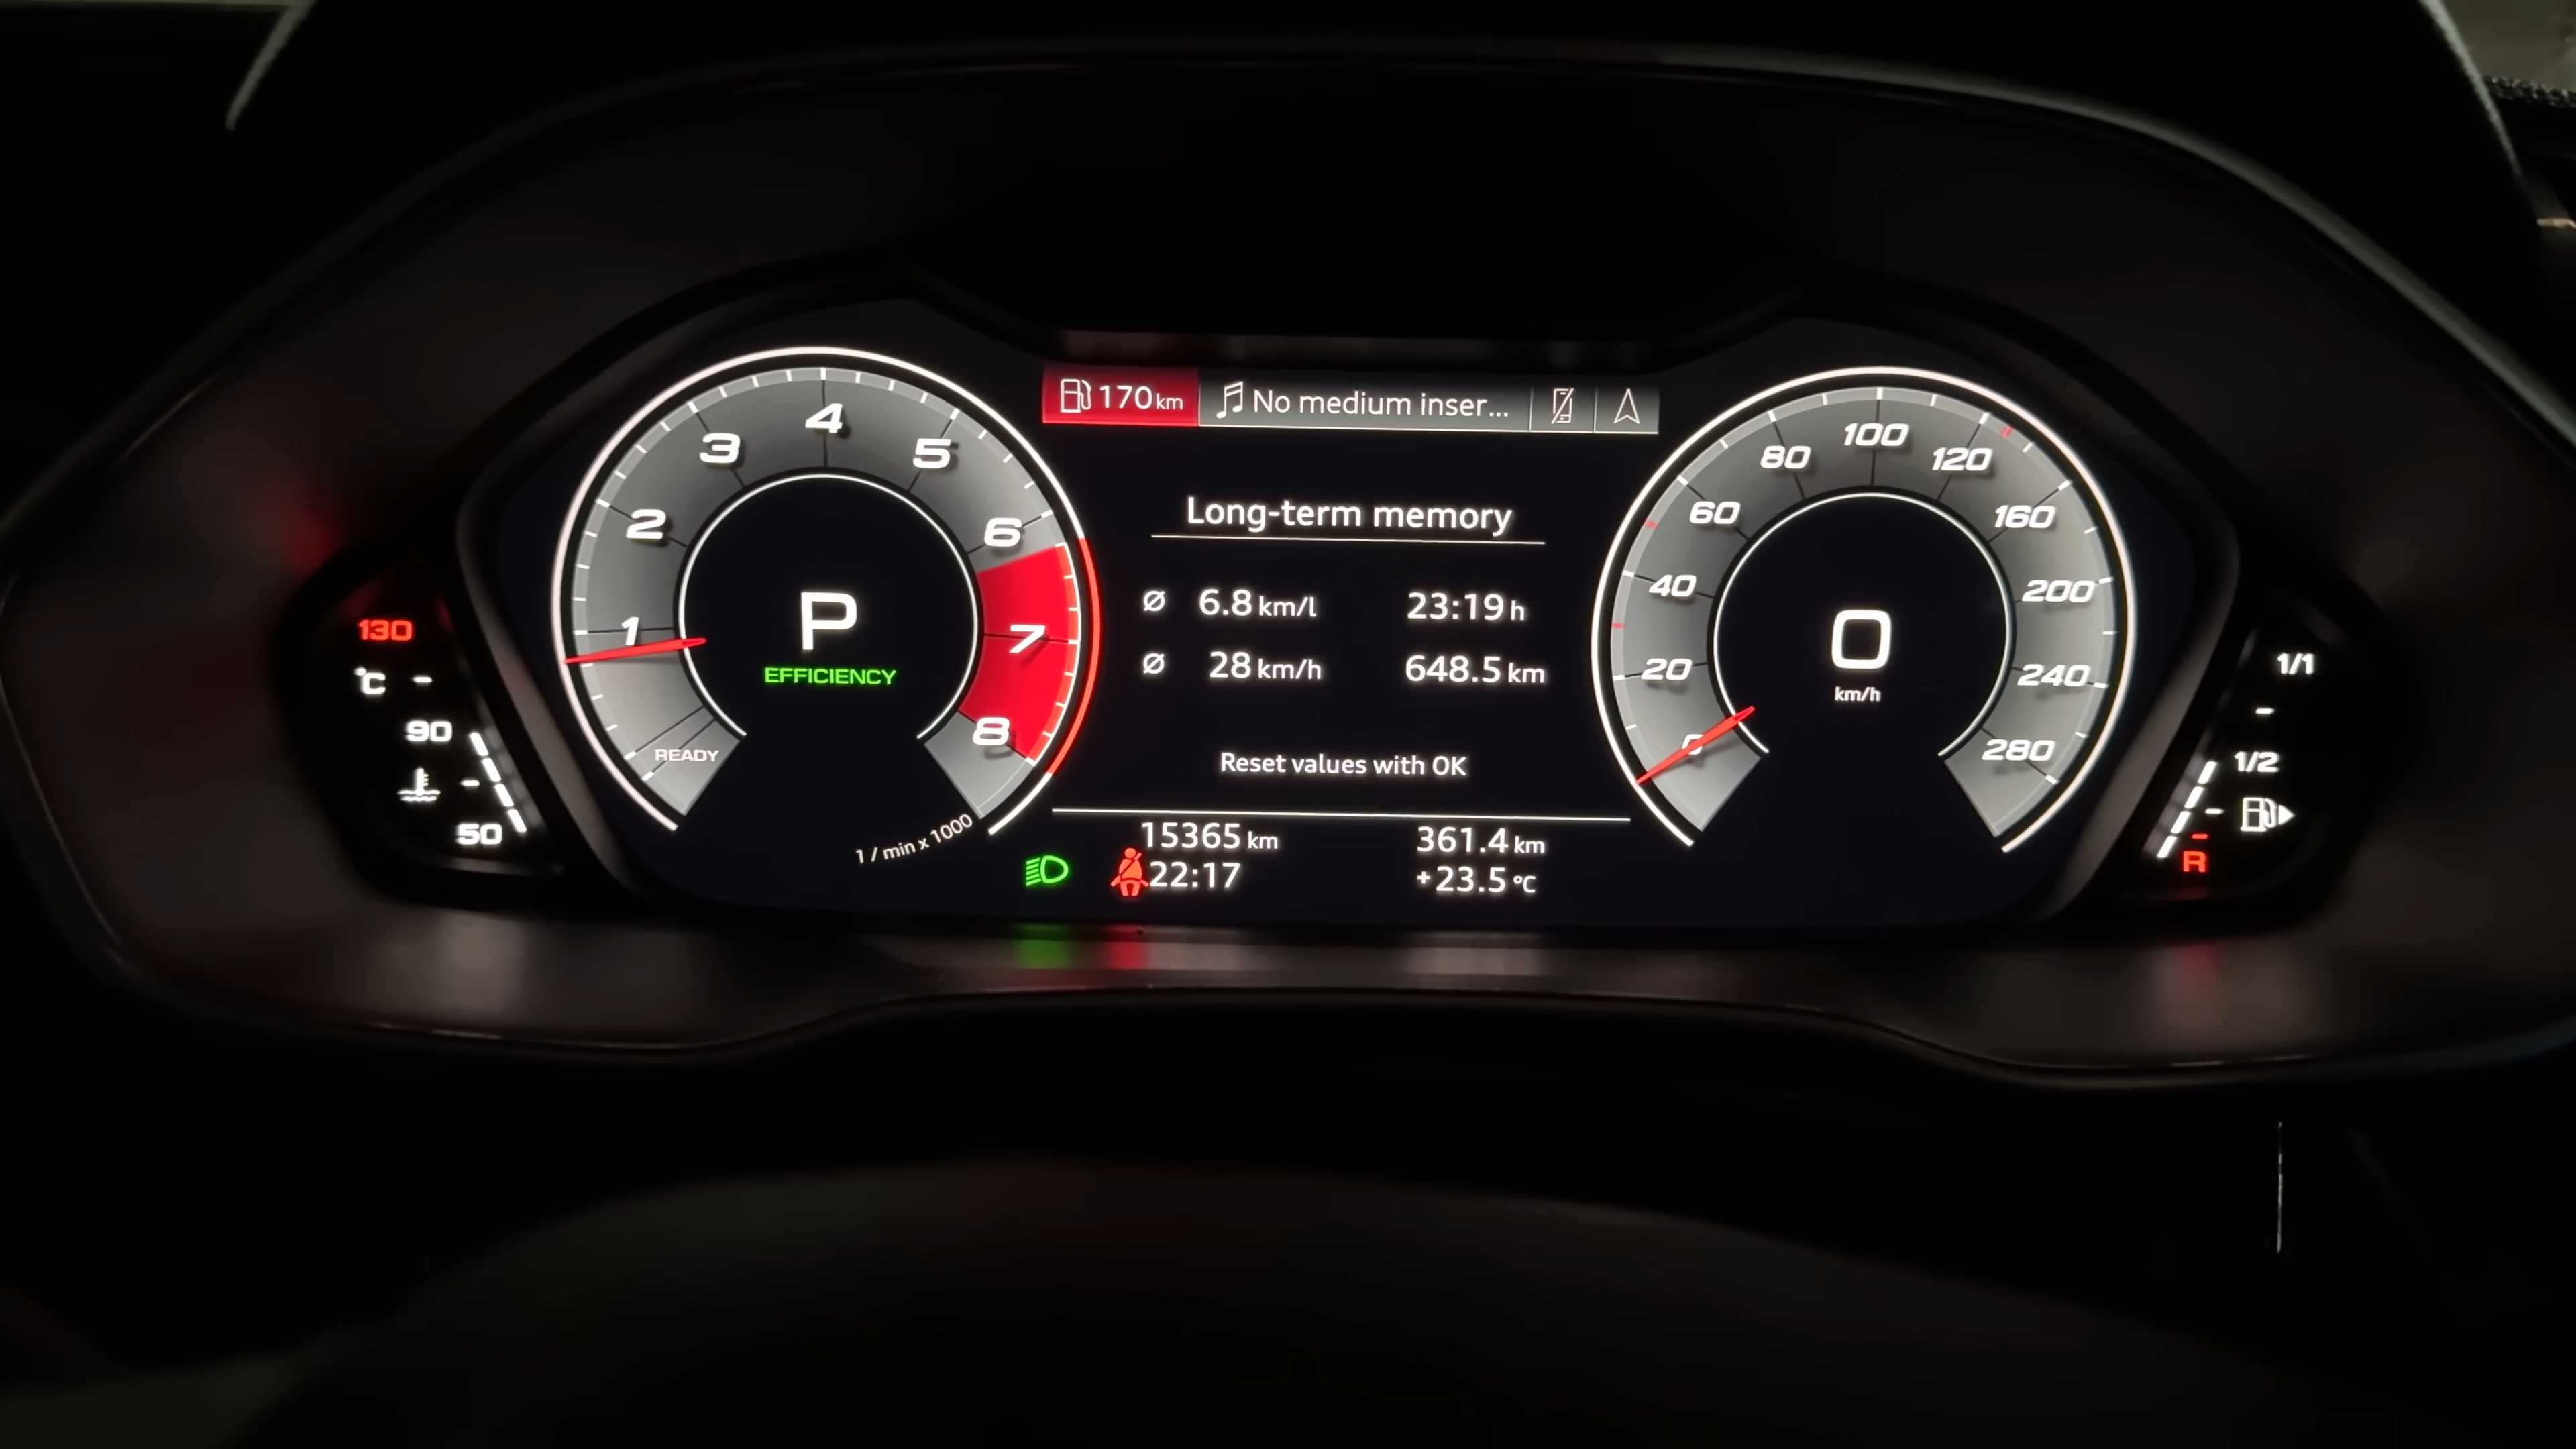 170 km No medium inser...
1 2 3 4 5 6 7 8
READY
1 / min x 1000
P
EFFICIENCY
Long-term memory
Ø 6.8 km/l 23:19 h
Ø 28 km/h 648.5 km
Reset values with OK
15365 km 361.4 km
22:17 +23.5 °C
0 20 40 60 80 100 120 160 200 240 280
0
km/h
130
°C
90
50
1/1
1/2
R